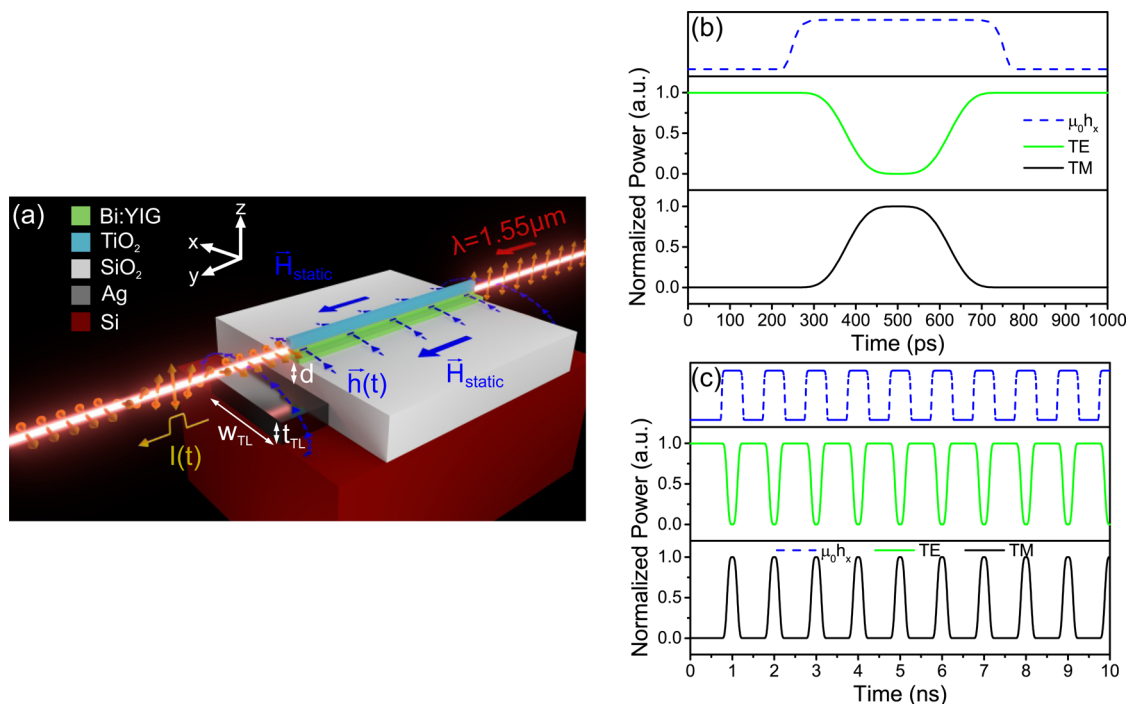 (a)
Bi:YIG
TiO₂
SiO₂
Ag
Si
z
x
y
H⃗static
λ=1.55μm
d
h⃗(t)
H⃗static
wTL
tTL
I(t)
(b)
Normalized Power (a.u.)
1.0
0.5
0.0
1.0
0.5
0.0
μ₀hₓ
TE
TM
0 100 200 300 400 500 600 700 800 900 1000
Time (ps)
(c)
Normalized Power (a.u.)
1.0
0.5
0.0
μ₀hₓ TE TM
1.0
0.5
0.0
0 1 2 3 4 5 6 7 8 9 10
Time (ns)